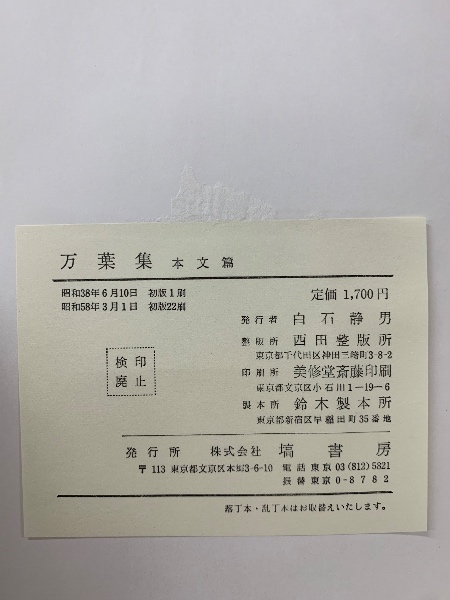 万葉集 本文篇
昭和38年6月10日 初版1刷
昭和58年3月1日 初版22刷
定価 1,700円
発行者 白石静男
整版所 西田整版所
東京都千代田区神田三崎町3-8-2
印刷所 美修堂斎藤印刷
東京都文京区小石川1-19-6
製本所 鈴木製本所
東京都新宿区早稲田町35番地
検印
廃止
発行所 株式会社 塙書房
〒113 東京都文京区本郷3-6-10 電話 東京 03 (812) 5821
振替東京 0-8782
落丁本・乱丁本はお取替えいたします。